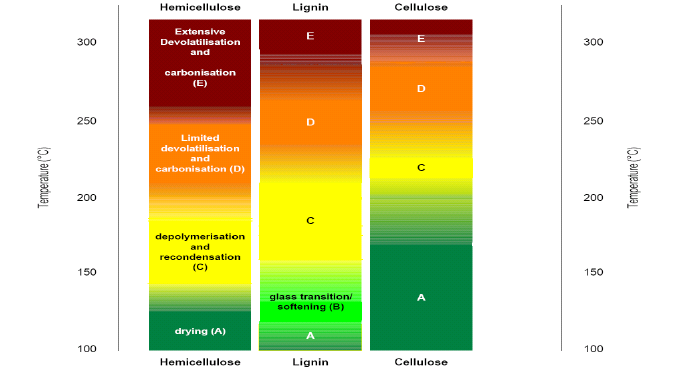 Hemicellulose Lignin Cellulose
300
250
200
150
100
Temperature (°C)
Extensive
Devolatilisation
and
carbonisation
(E)
Limited
devolatilisation
and
carbonisation (D)
depolymerisation
and
recondensation
(C)
drying (A)
E
D
C
glass transition/
softening (B)
A
E
D
C
A
300
250
200
150
100
Temperature (°C)
Hemicellulose Lignin Cellulose